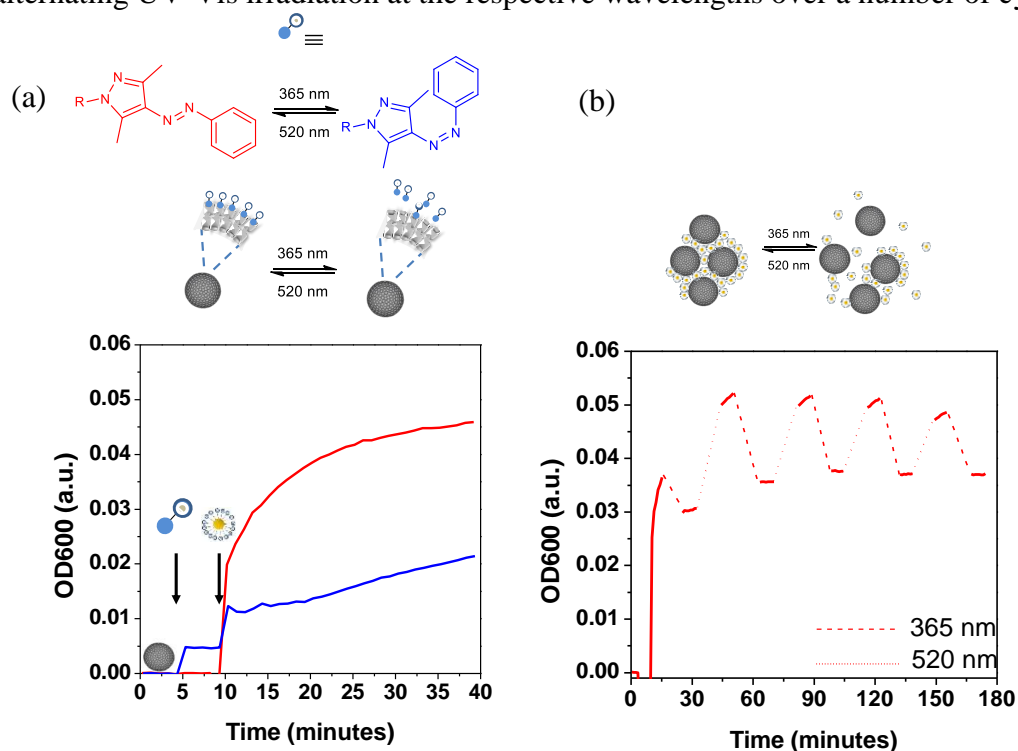 alternating UV–Vis irradiation at the respective wavelengths over a number of
(a)
365 nm
520 nm
R
N
N
N
N
R
N
N
N
N
(b)
365 nm
520 nm
365 nm
520 nm
OD600 (a.u.)
0.06
0.05
0.04
0.03
0.02
0.01
0.00
0 5 10 15 20 25 30 35 40
Time (minutes)
OD600 (a.u.)
0.06
0.05
0.04
0.03
0.02
0.01
0.00
365 nm
520 nm
0 30 60 90 120 150 180
Time (minutes)